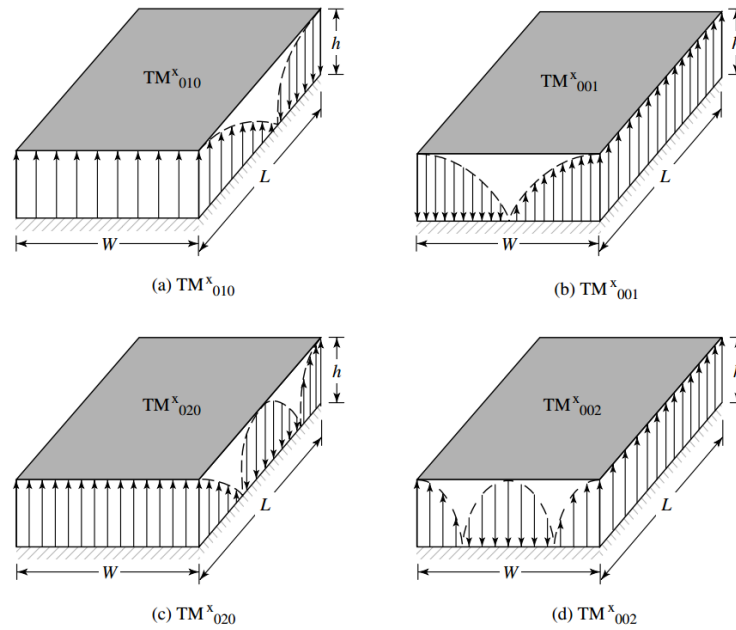 TMˣ₀₁₀
h
L
W
(a) TMˣ₀₁₀
TMˣ₀₀₁
h
L
W
(b) TMˣ₀₀₁
TMˣ₀₂₀
h
L
W
(c) TMˣ₀₂₀
TMˣ₀₀₂
h
L
W
(d) TMˣ₀₀₂